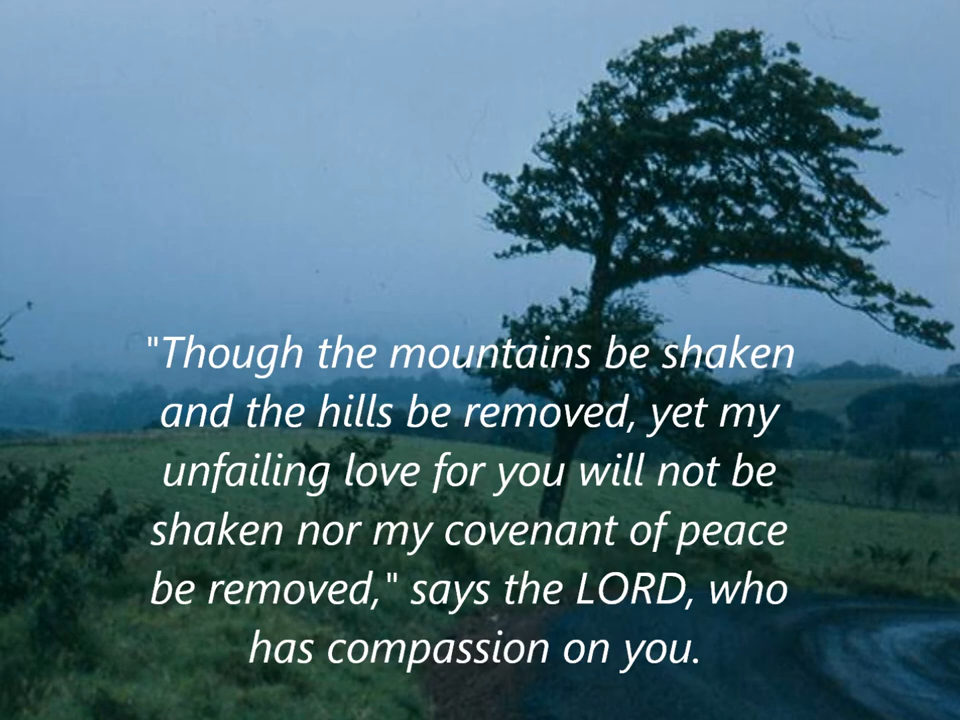 "Though the mountains be shaken
and the hills be removed, yet my
unfailing love for you will not be
shaken nor my covenant of peace
be removed," says the LORD, who
has compassion on you.